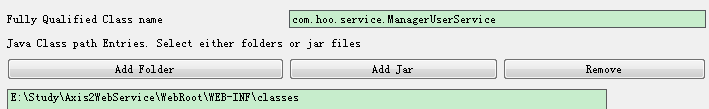 Fully Qualified Class name com.hoo.service.ManagerUserService
Java Class path Entries. Select either folders or jar files
Add Folder Add Jar Remove
E:\Study\Axis2WebService\WebRoot\WEB-INF\classes